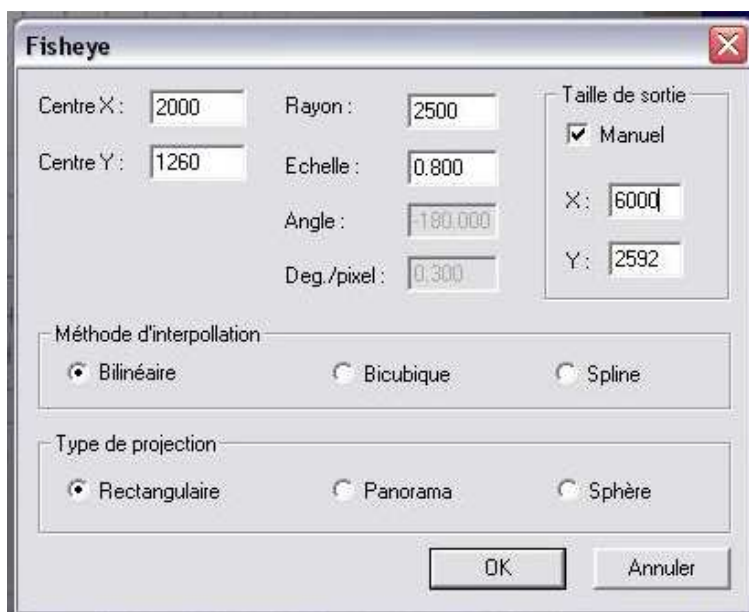 Fisheye
Centre X : 2000
Centre Y : 1260
Rayon : 2500
Echelle : 0.800
Angle : -180.000
Deg./pixel : 0.300
Taille de sortie
Manuel
X : 6000
Y : 2592
Méthode d'interpollation
Bilinéaire Bicubique Spline
Type de projection
Rectangulaire Panorama Sphère
OK Annuler